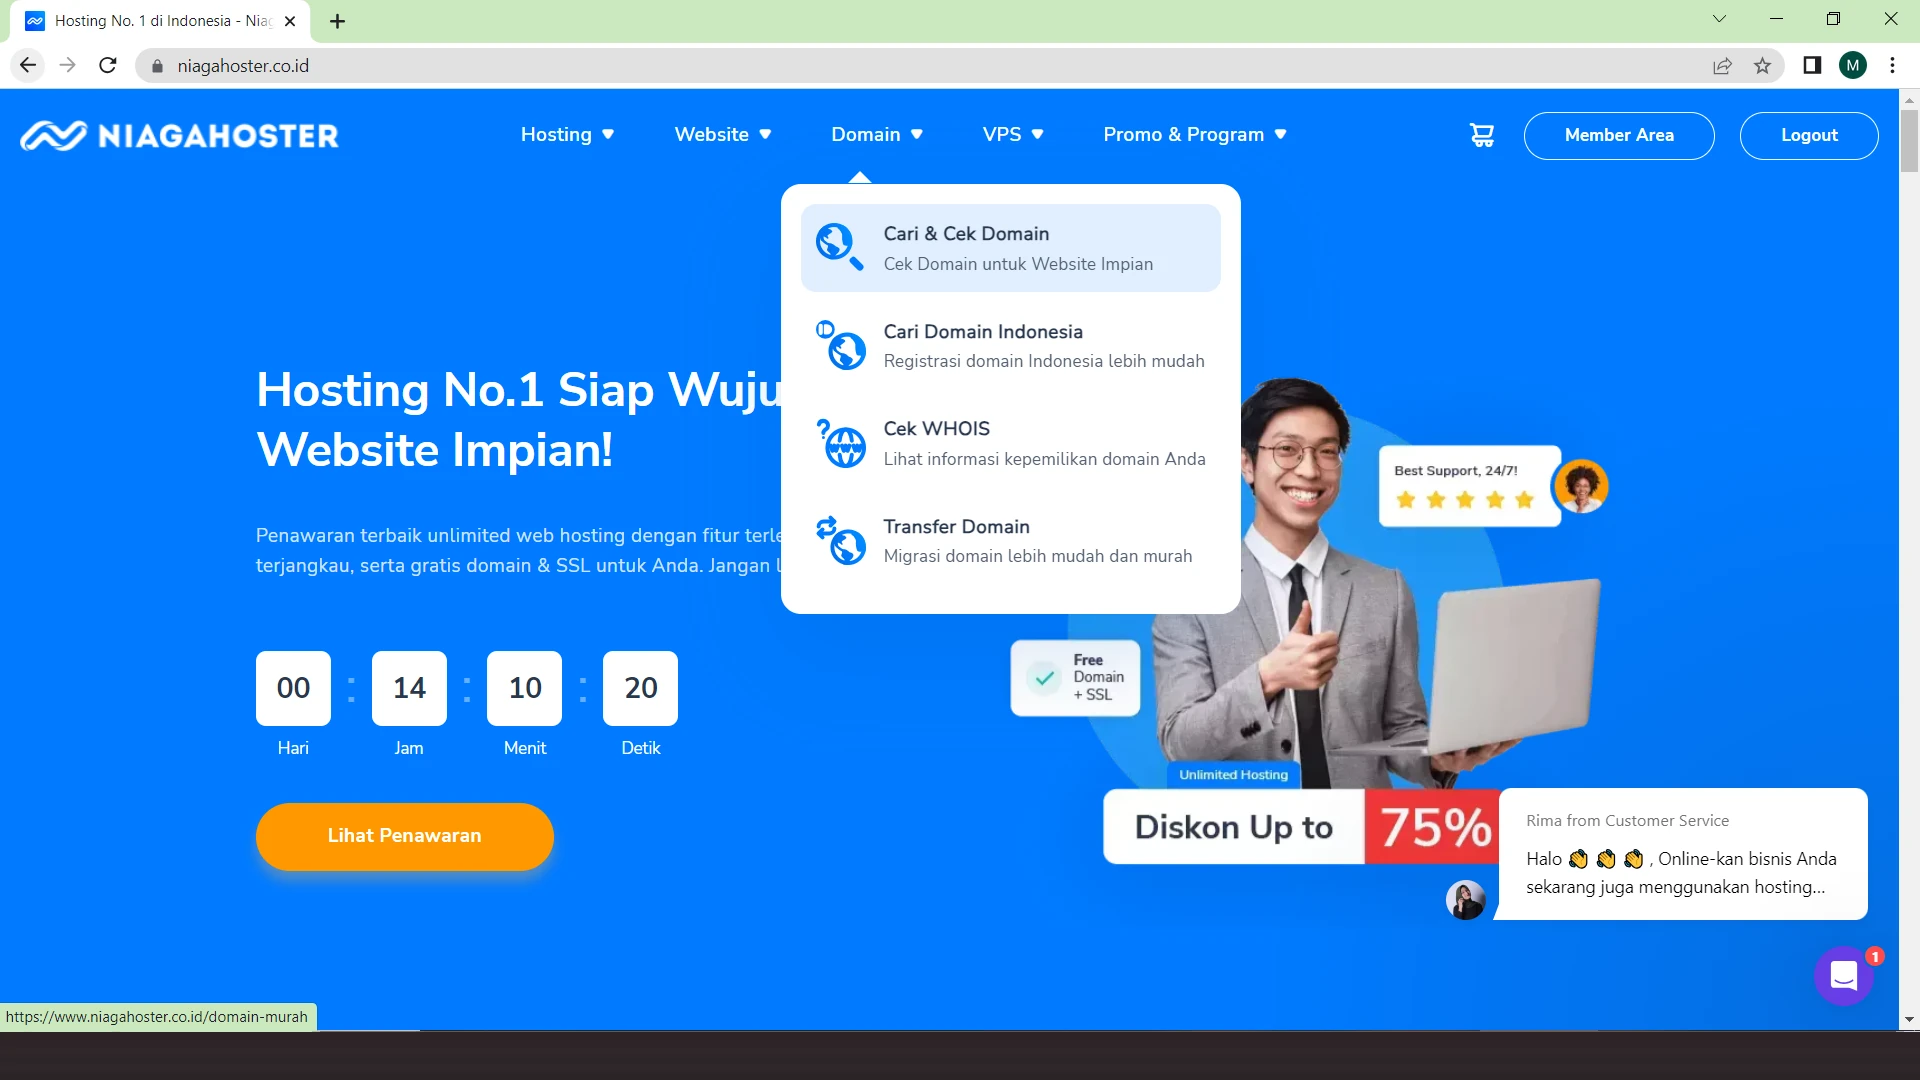 Hosting No. 1 di Indonesia - Niag
niagahoster.co.id
M
NIAGAHOSTER
Hosting
Website
Domain
VPS
Promo & Program
Member Area
Logout
Cari & Cek Domain
Cek Domain untuk Website Impian
Cari Domain Indonesia
Registrasi domain Indonesia lebih mudah
Cek WHOIS
Lihat informasi kepemilikan domain Anda
Transfer Domain
Migrasi domain lebih mudah dan murah
Hosting No.1 Siap Wuju
Website Impian!
Penawaran terbaik unlimited web hosting dengan fitur terle
terjangkau, serta gratis domain & SSL untuk Anda. Jangan l
00 : 14 : 10 : 20
Hari Jam Menit Detik
Lihat Penawaran
Best Support, 24/7!
Free
Domain
+ SSL
Unlimited Hosting
Diskon Up to 75%
Rima from Customer Service
Halo 👏 👏 👏 , Online-kan bisnis Anda
sekarang juga menggunakan hosting...
1
https://www.niagahoster.co.id/domain-murah